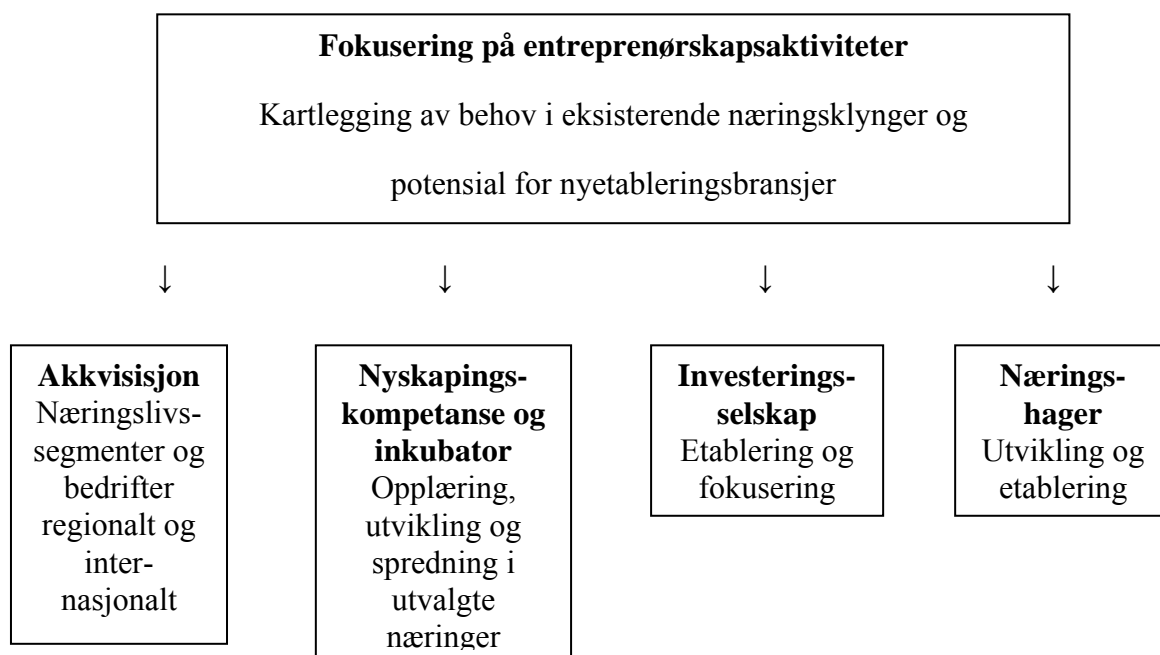 Fokusering på entreprenørskapsaktiviteter
Kartlegging av behov i eksisterende næringsklynger og
potensial for nyetableringsbransjer
↓ ↓ ↓ ↓
Akkvisisjon
Næringslivs-
segmenter og
bedrifter
regionalt og
inter-
nasjonalt
Nyskapings-
kompetanse og
inkubator
Opplæring,
utvikling og
spredning i
utvalgte
næringer
Investerings-
selskap
Etablering og
fokusering
Nærings-
hager
Utvikling og
etablering